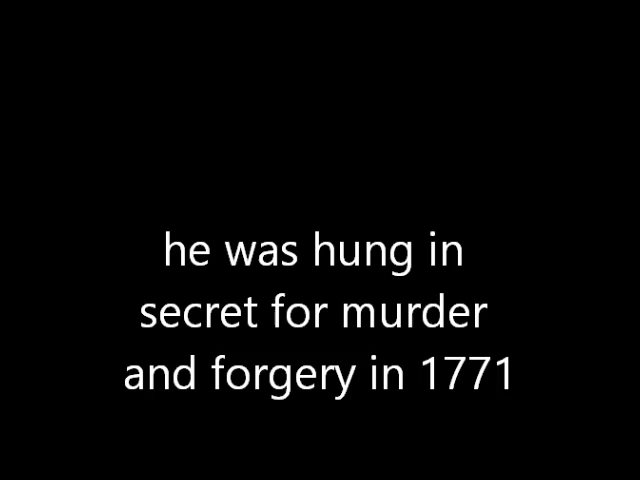 he was hung in
secret for murder
and forgery in 1771